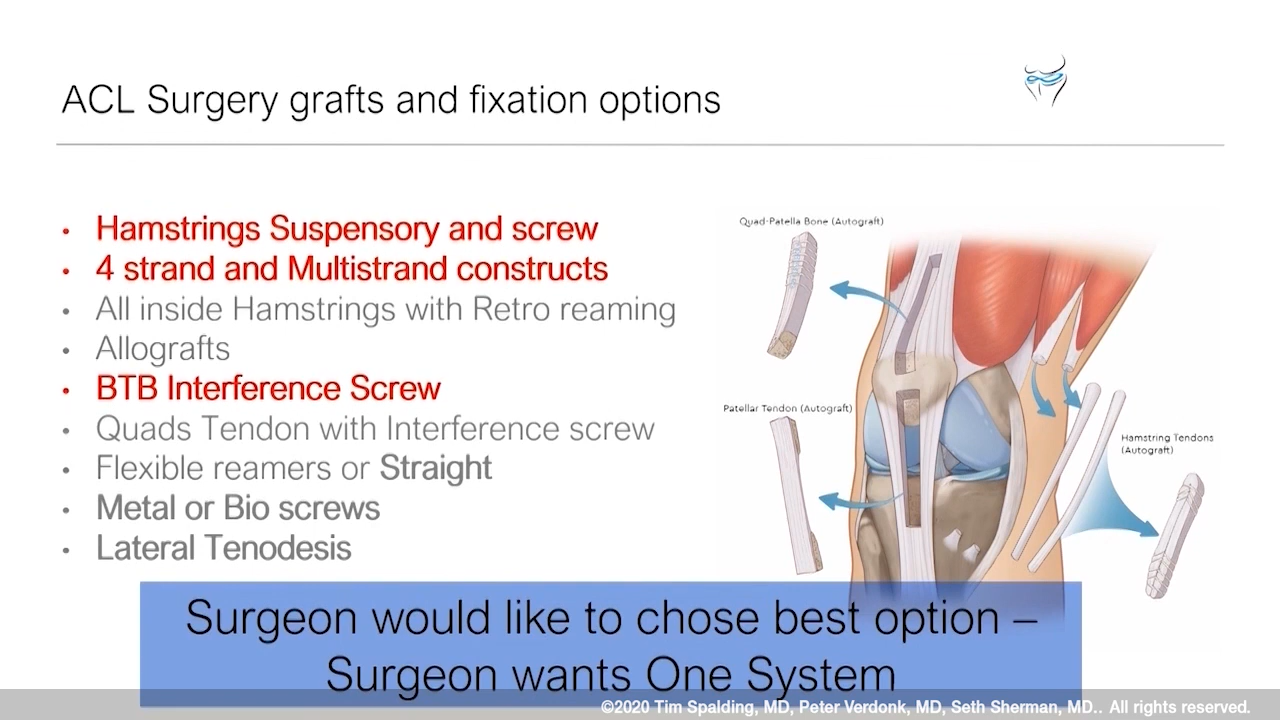 ACL Surgery grafts and fixation options
• Hamstrings Suspensory and screw
• 4 strand and Multistrand constructs
• All inside Hamstrings with Retro reaming
• Allografts
• BTB Interference Screw
• Quads Tendon with Interference screw
• Flexible reamers or Straight
• Metal or Bio screws
• Lateral Tenodesis
Quad-Patella Bone (Autograft)
Patellar Tendon (Autograft)
Hamstring Tendons
(Autograft)
Surgeon would like to chose best option –
Surgeon wants One System
©2020 Tim Spalding, MD, Peter Verdonk, MD, Seth Sherman, MD.. All rights reserved.